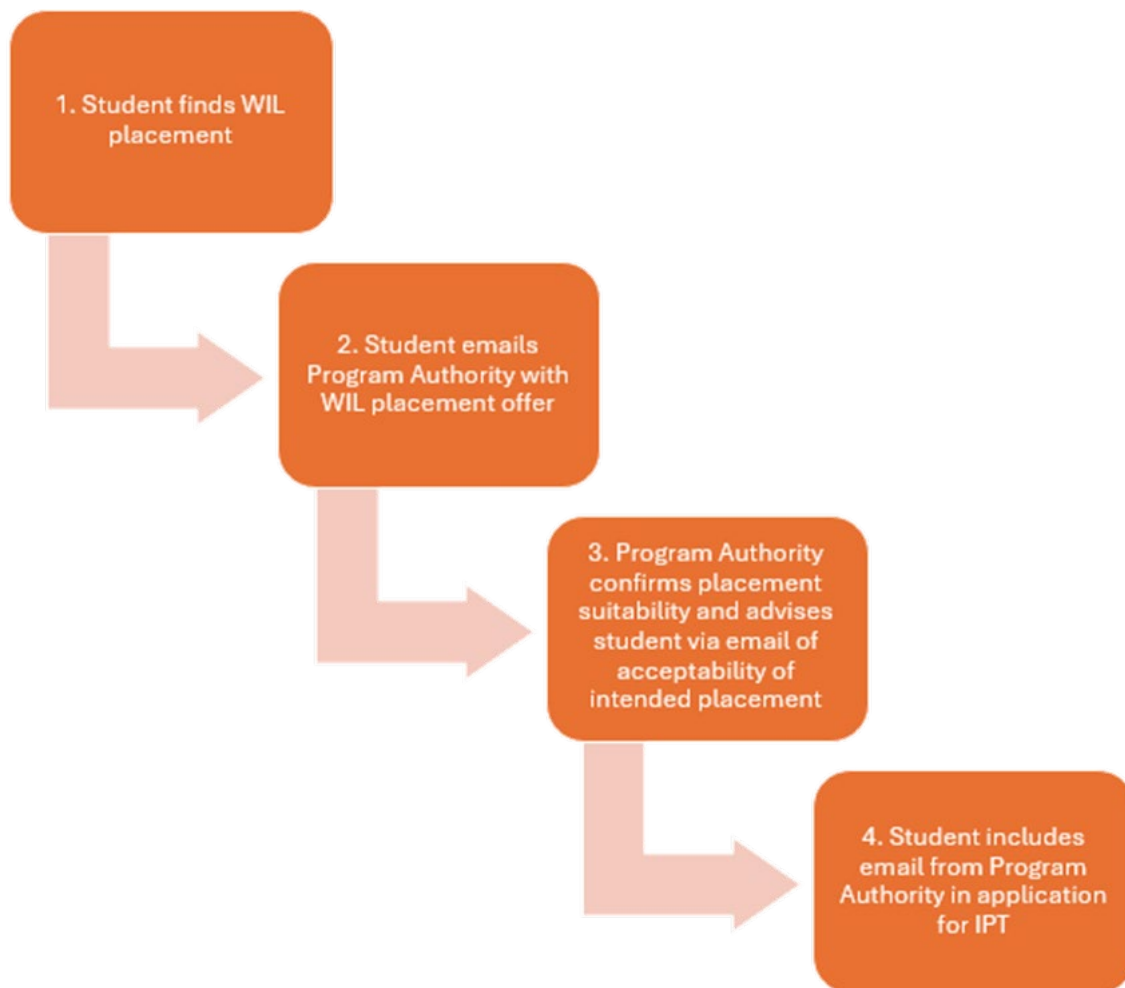 1. Student finds WIL
placement
2. Student emails
Program Authority with
WIL placement offer
3. Program Authority
confirms placement
suitability and advises
student via email of
acceptability of
intended placement
4. Student includes
email from Program
Authority in application
for IPT